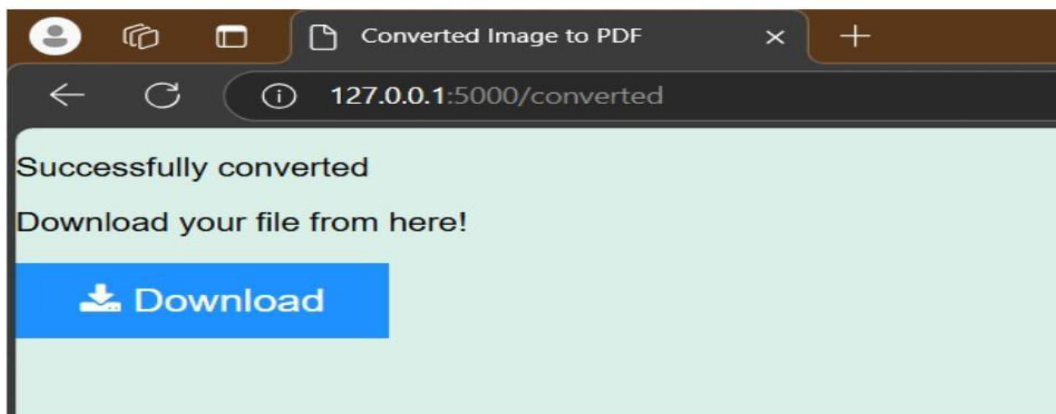 Converted Image to PDF
127.0.0.1:5000/converted
Successfully converted
Download your file from here!
Download